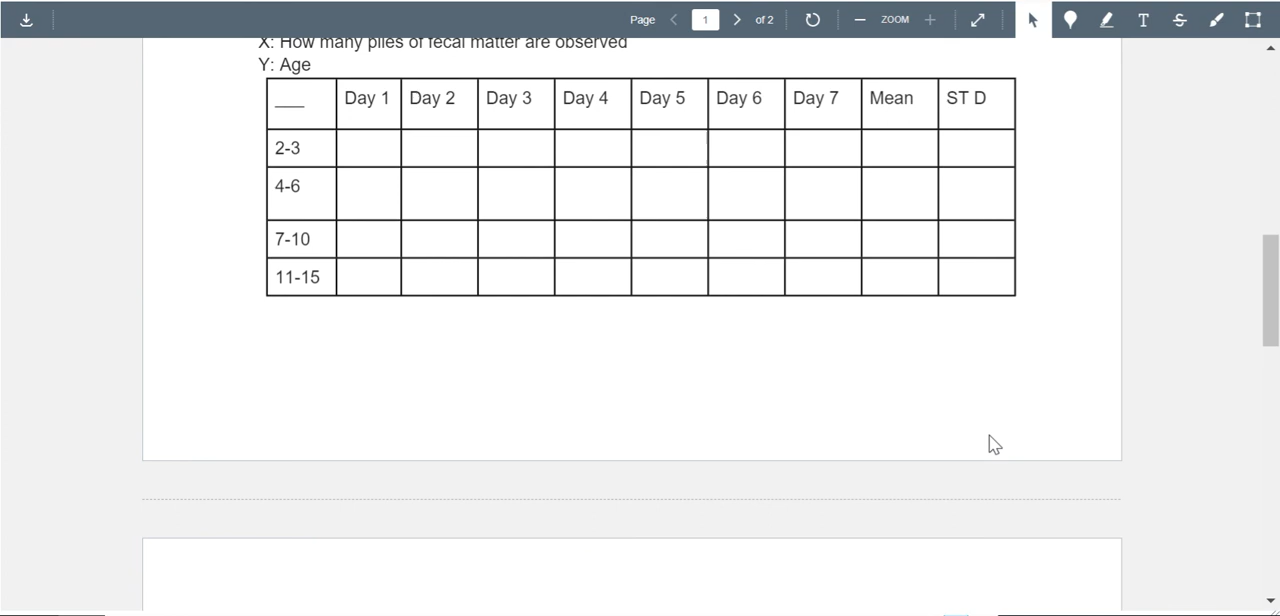 Page 1 of 2 ZOOM T S
X: How many piles of fecal matter are observed
Y: Age
___ Day 1 Day 2 Day 3 Day 4 Day 5 Day 6 Day 7 Mean ST D
2-3
4-6
7-10
11-15